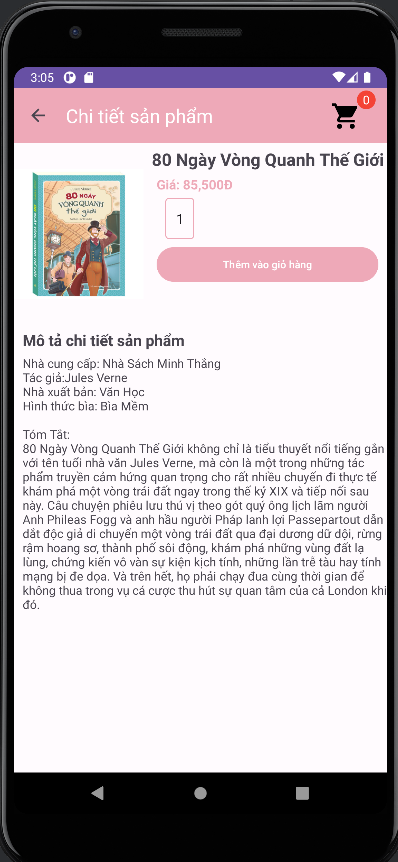 3:05
Chi tiết sản phẩm
0
80 Ngày Vòng Quanh Thế Giới
80 NGÀY
VÒNG QUANH
thế giới
Giá: 85,500Đ
1
Thêm vào giỏ hàng
Mô tả chi tiết sản phẩm
Nhà cung cấp: Nhà Sách Minh Thắng
Tác giả:Jules Verne
Nhà xuất bản: Văn Học
Hình thức bìa: Bìa Mềm
Tóm Tắt:
80 Ngày Vòng Quanh Thế Giới không chỉ là tiểu thuyết nổi tiếng gắn
với tên tuổi nhà văn Jules Verne, mà còn là một trong những tác
phẩm truyền cảm hứng quan trọng cho rất nhiều chuyến đi thực tế
khám phá một vòng trái đất ngay trong thế kỷ XIX và tiếp nối sau
này. Câu chuyện phiêu lưu thú vị theo gót quý ông lịch lãm người
Anh Phileas Fogg và anh hầu người Pháp lanh lợi Passepartout dẫn
dắt độc giả di chuyển một vòng trái đất qua đại dương dữ dội, rừng
rậm hoang sơ, thành phố sôi động, khám phá những vùng đất lạ
lùng, chứng kiến vô vàn sự kiện kịch tính, những lần trễ tàu hay tính
mạng bị đe dọa. Và trên hết, họ phải chạy đua cùng thời gian để
không thua trong vụ cá cược thu hút sự quan tâm của cả London khi
đó.